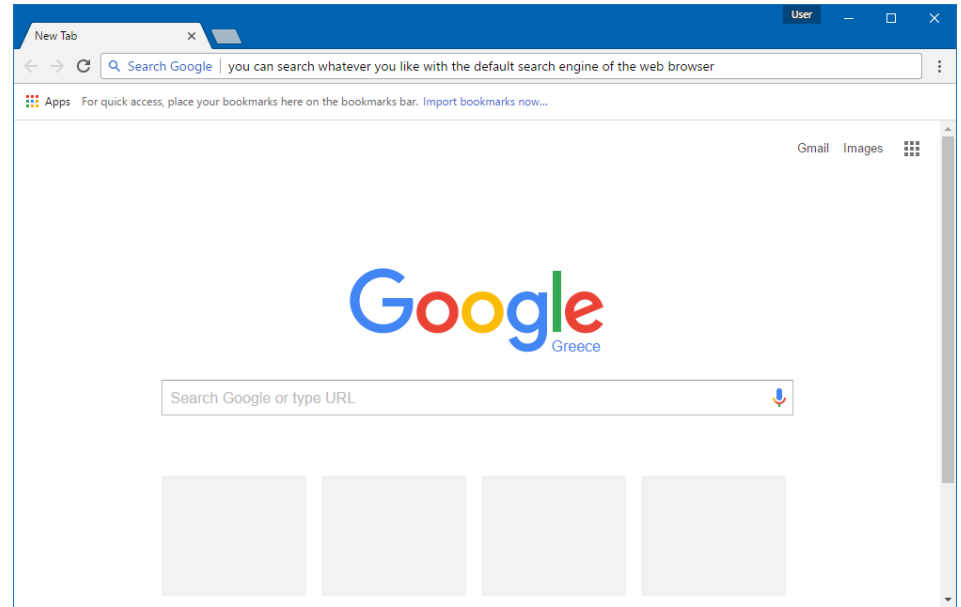 User
New Tab
Search Google you can search whatever you like with the default search engine of the web browser
Apps For quick access, place your bookmarks here on the bookmarks bar. Import bookmarks now...
Gmail Images
Google
Greece
Search Google or type URL